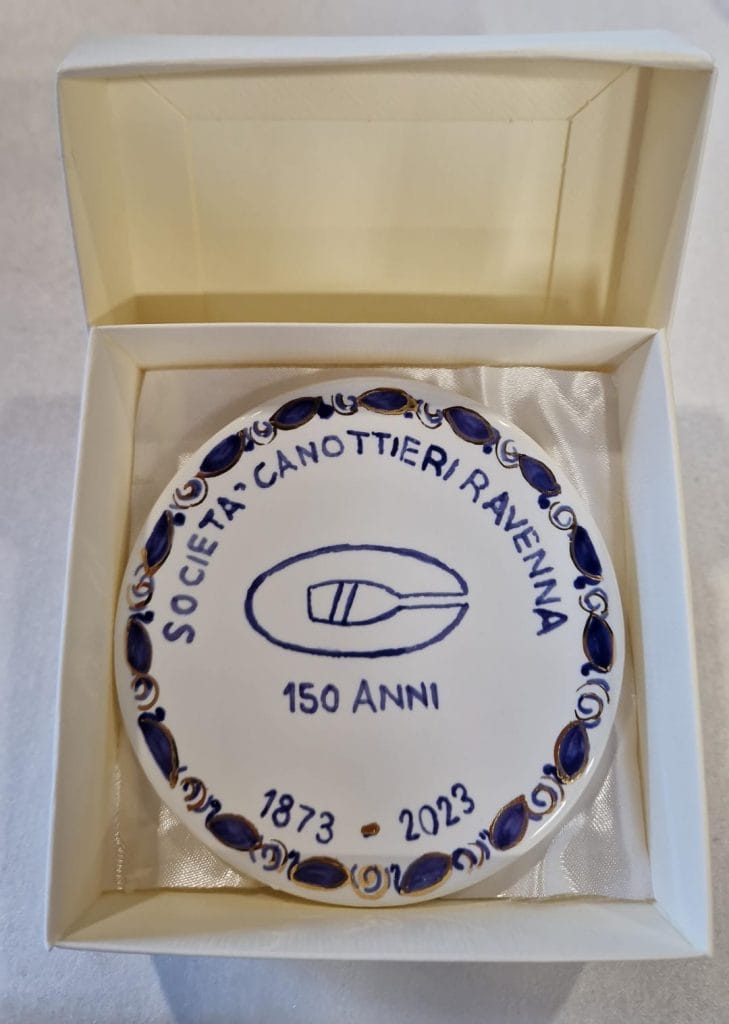 SOCIETA' CANOTTIERI RAVENNA
150 ANNI
1873 • 2023